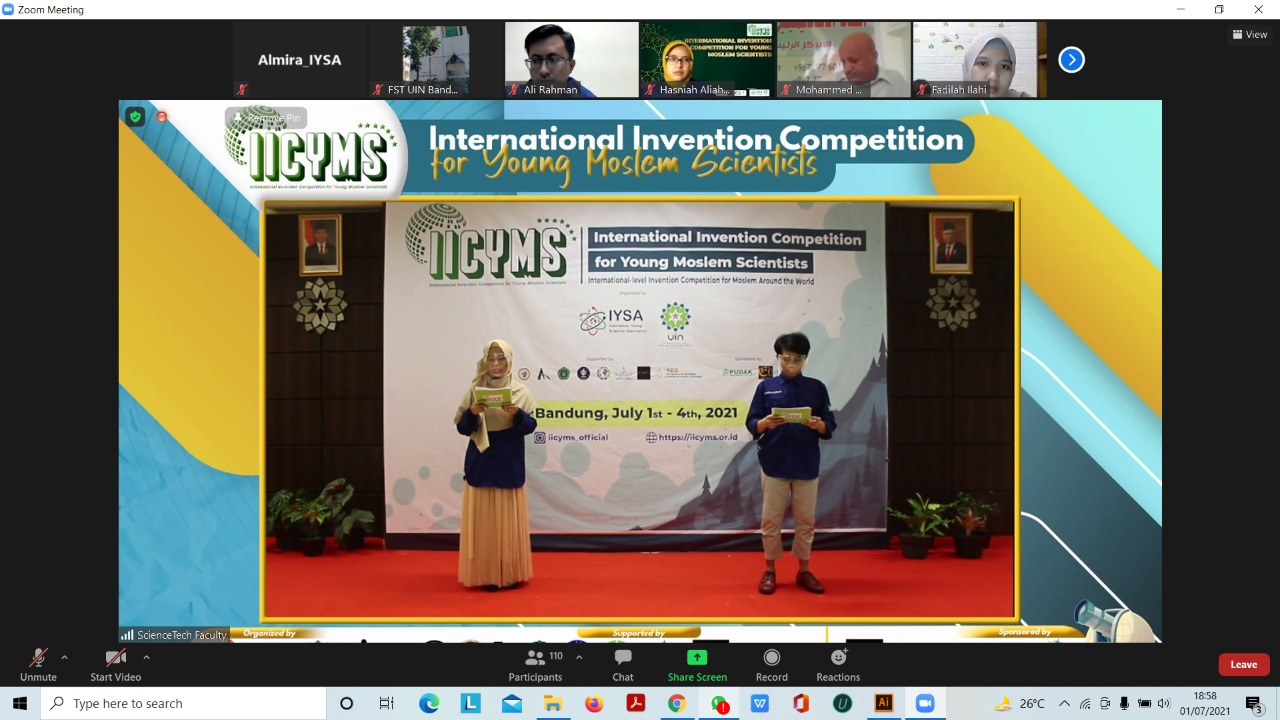 Zoom Meeting
View
Almira_IYSA
FST UIN Band...
Ali Rahman
Hasniah Aliah...
INTERNATIONAL INVENTION
COMPETITION FOR YOUNG
MOSLEM SCIENTISTS
Mohammed ...
Fadilah Ilahi
Remove Pin
IICYMS
International Invention Competition for Young Moslem Scientists
International Invention Competition
for Young Moslem Scientists
IICYMS
International Invention Competition for Young Moslem Scientists
International Invention Competition
for Young Moslem Scientists
International-level Invention Competition for Moslem Around the World
Organized by
IYSA
Indonesian Young
Scientist Association
uin
Supported by
Sponsored by
PUDAK
Bandung, July 1st - 4th, 2021
iicyms_official
https://iicyms.or.id
ScienceTech Faculty
Organized by
Supported by
Sponsored by
Unmute
Start Video
110
Participants
Chat
Share Screen
Record
Reactions
Leave
Type here to search
26°C
18:58
01/07/2021
3